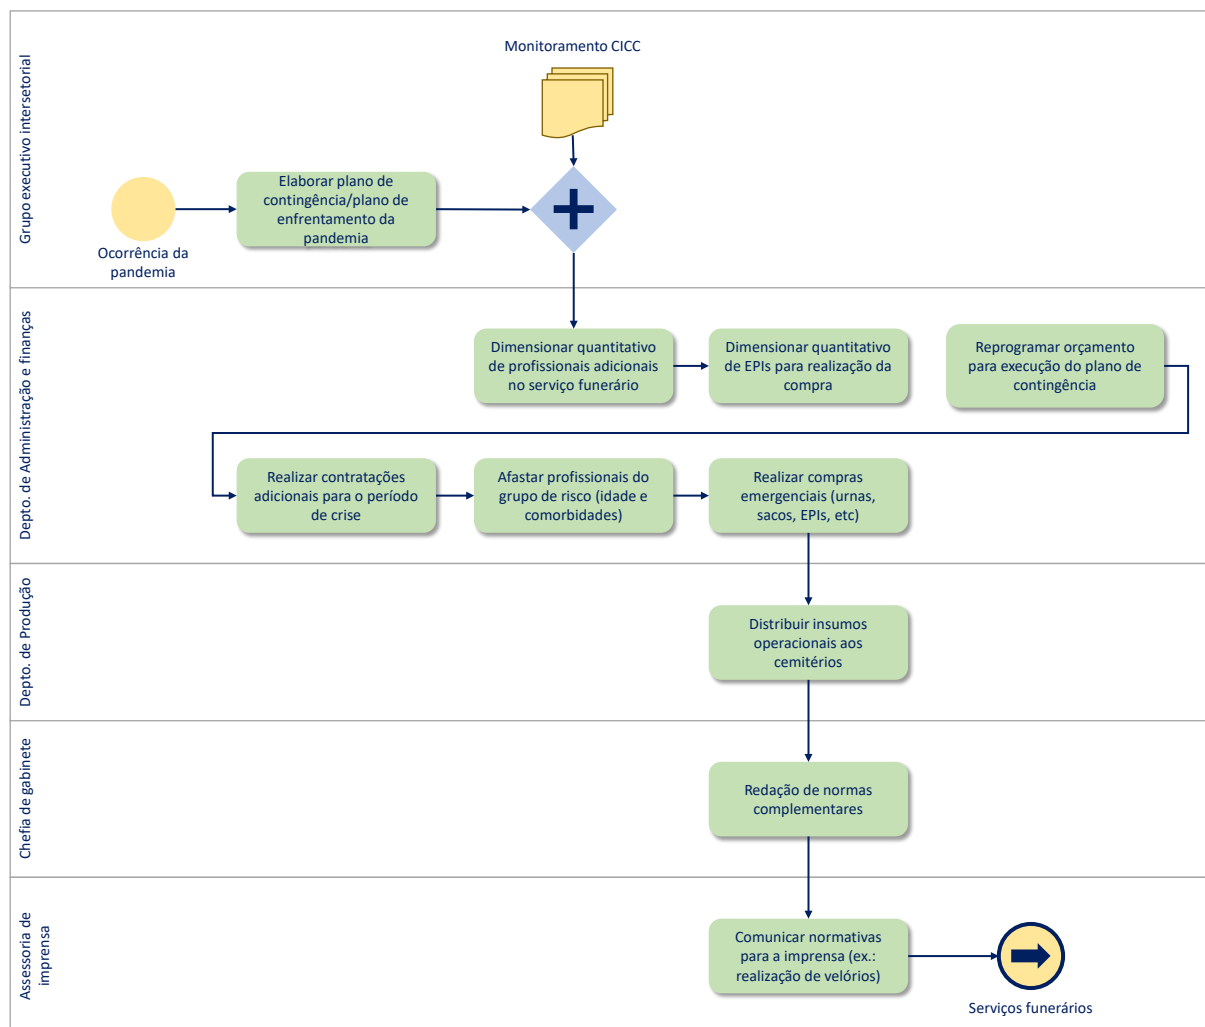 Grupo executivo intersetorial
Monitoramento CICC
Ocorrência da
pandemia
Elaborar plano de
contingência/plano de
enfrentamento da
pandemia
Depto. de Administração e finanças
Dimensionar quantitativo
de profissionais adicionais
no serviço funerário
Dimensionar quantitativo
de EPIs para realização da
compra
Reprogramar orçamento
para execução do plano de
contingência
Realizar contratações
adicionais para o período
de crise
Afastar profissionais do
grupo de risco (idade e
comorbidades)
Realizar compras
emergenciais (urnas,
sacos, EPIs, etc)
Depto. de Produção
Distribuir insumos
operacionais aos
cemitérios
Chefia de gabinete
Redação de normas
complementares
Assessoria de
imprensa
Comunicar normativas
para a imprensa (ex.:
realização de velórios)
Serviços funerários